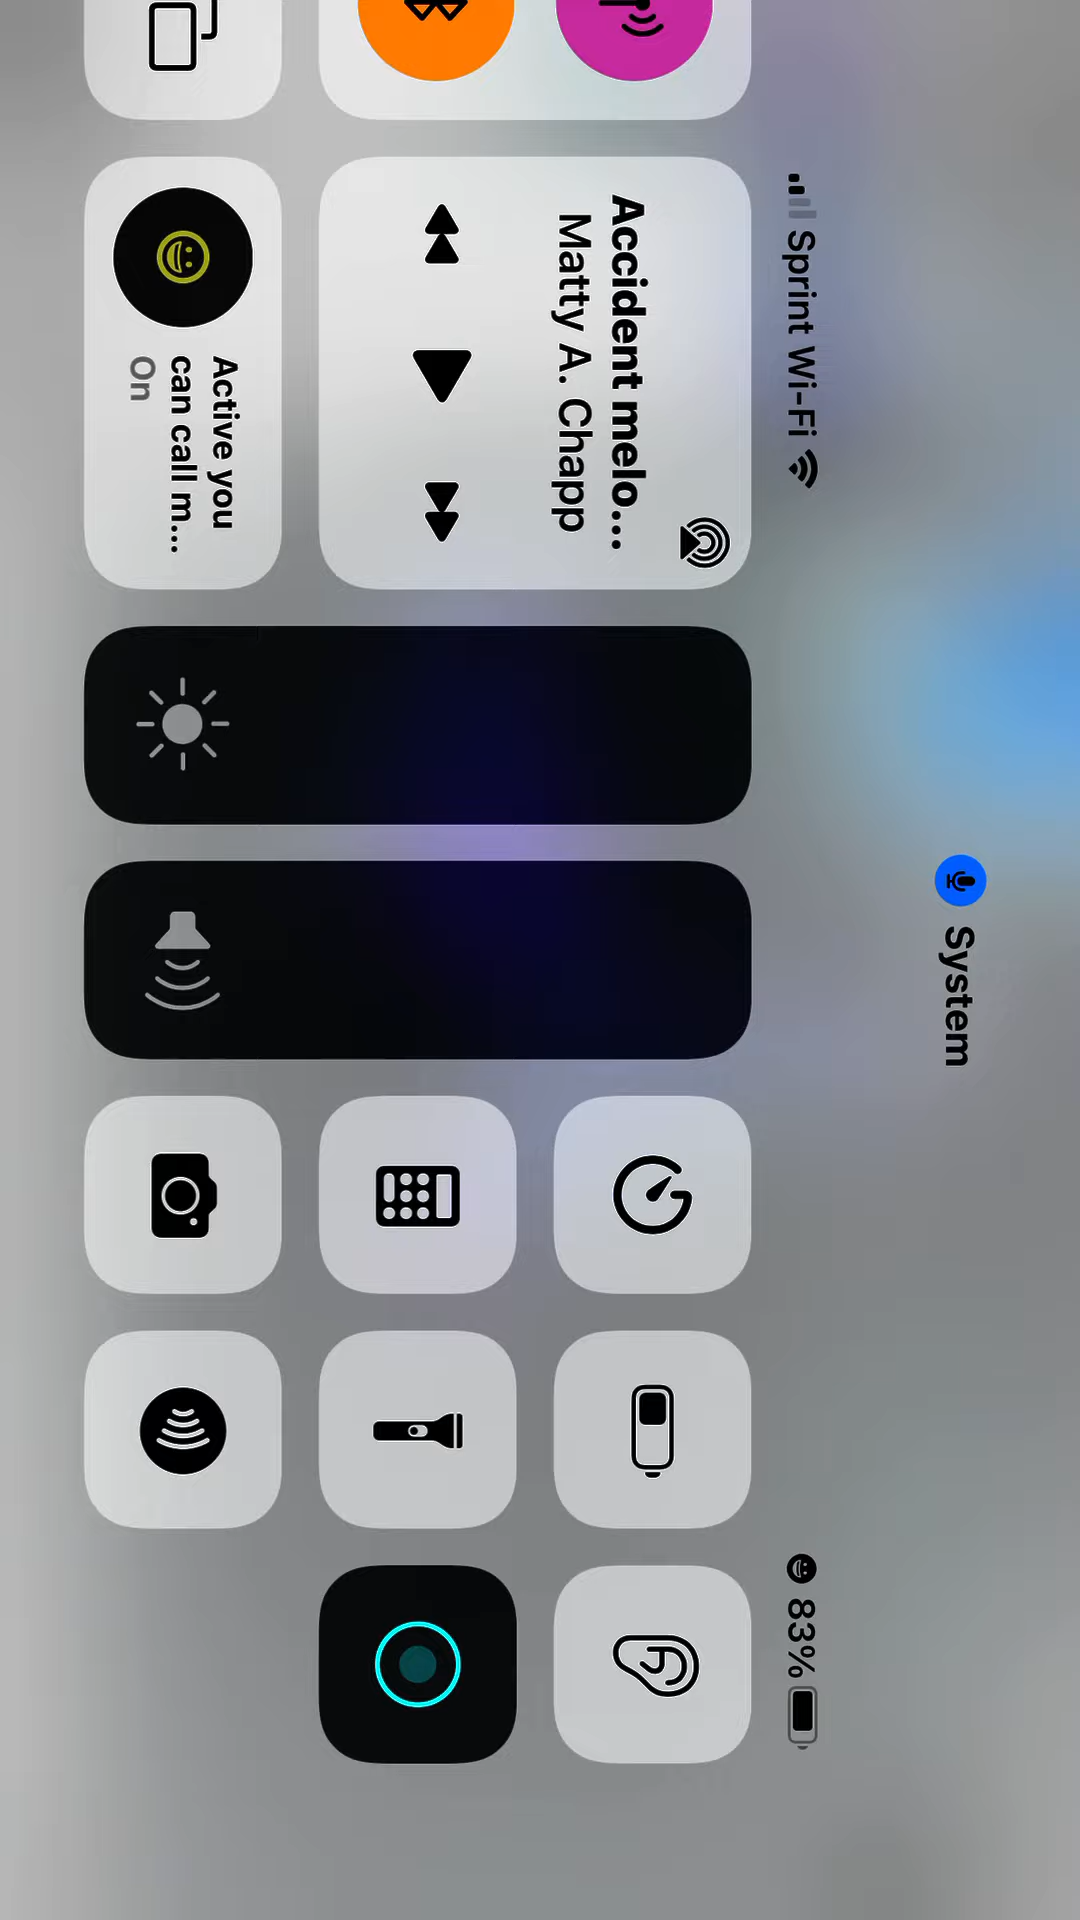 System
Sprint Wi-Fi
83%
Accident melo...
Matty A. Chapp
Active you
can call m...
On